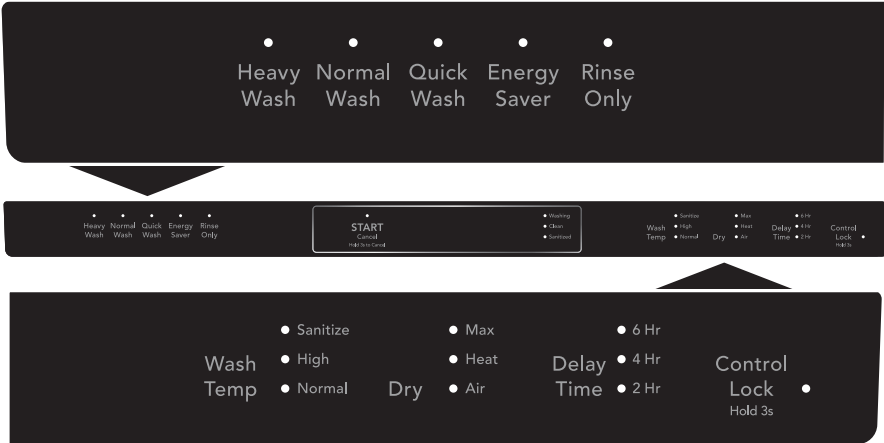 Heavy Normal Quick Energy Rinse
Wash Wash Wash Saver Only
Heavy Normal Quick Energy Rinse
Wash Wash Wash Saver Only
START
Cancel
Hold 3s to Cancel
Washing
Clean
Sanitized
Wash Temp
Sanitize
High
Normal
Dry
Max
Heat
Air
Delay Time
6 Hr
4 Hr
2 Hr
Control
Lock
Hold 3s
Wash
Temp
Sanitize
High
Normal
Dry
Max
Heat
Air
Delay
Time
6 Hr
4 Hr
2 Hr
Control
Lock
Hold 3s